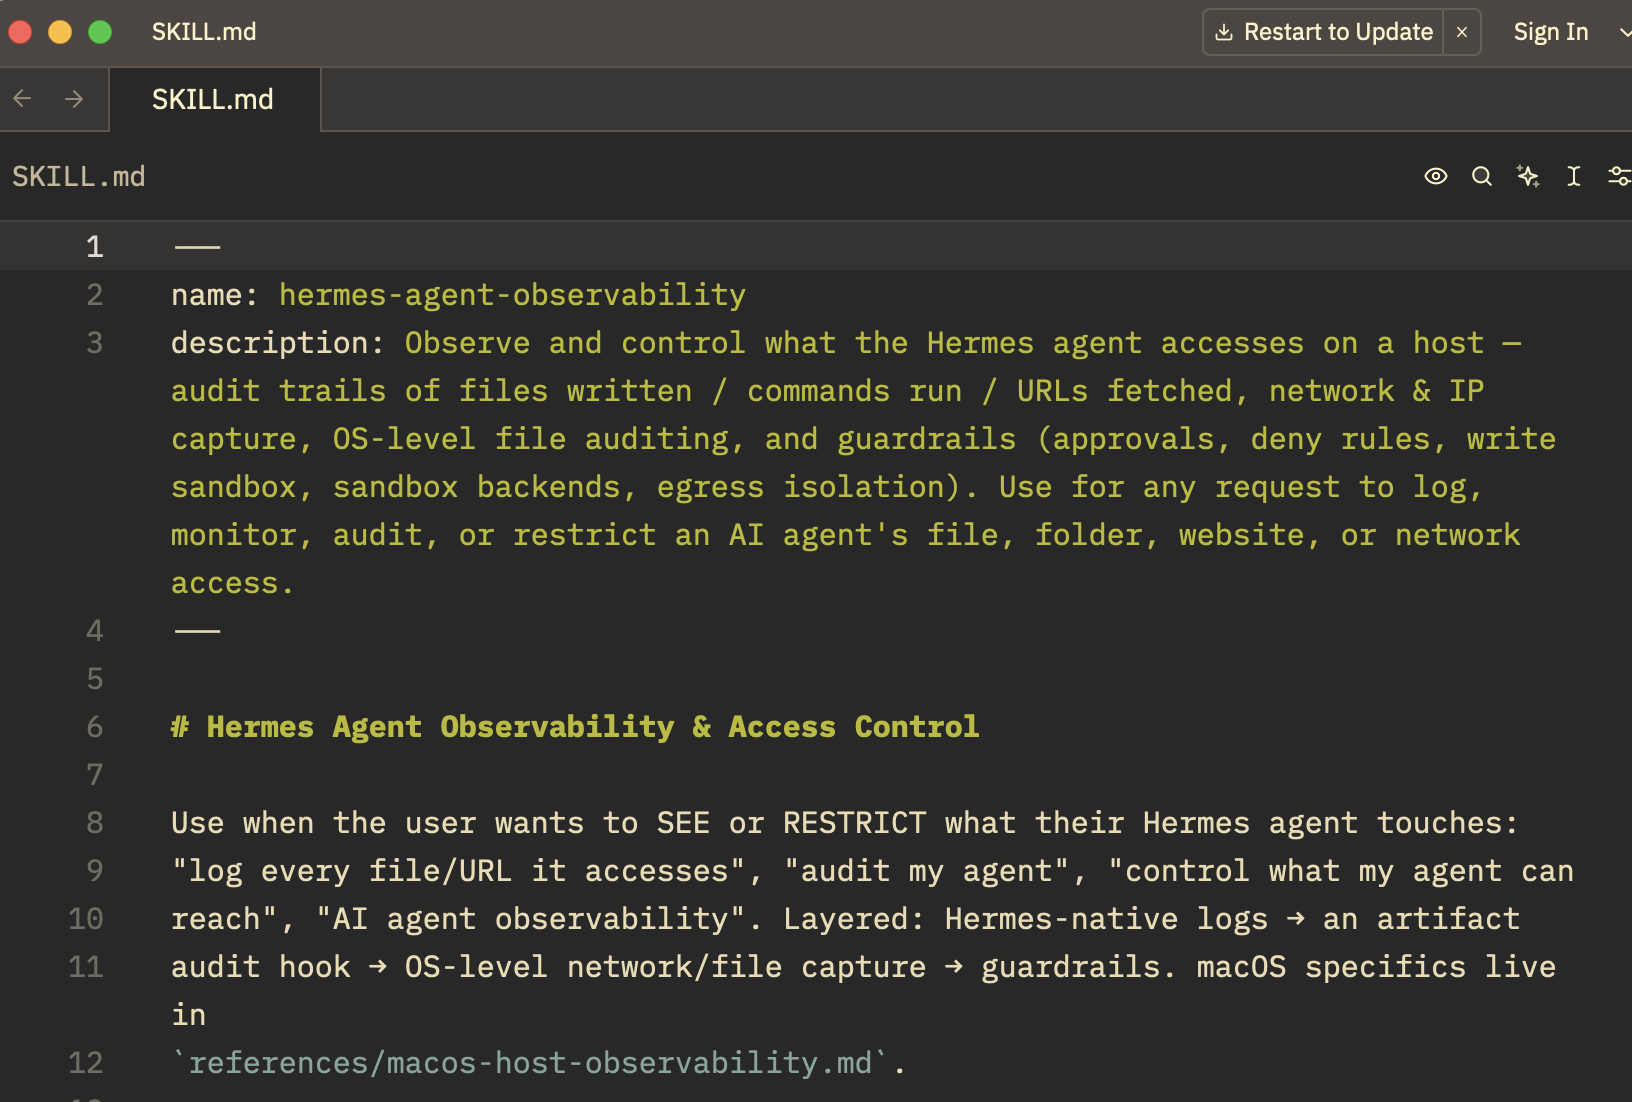 SKILL.md
Restart to Update
×
Sign In
SKILL.md
SKILL.md
1 ---
2 name: hermes-agent-observability
3 description: Observe and control what the Hermes agent accesses on a host —
audit trails of files written / commands run / URLs fetched, network & IP
capture, OS-level file auditing, and guardrails (approvals, deny rules, write
sandbox, sandbox backends, egress isolation). Use for any request to log,
monitor, audit, or restrict an AI agent's file, folder, website, or network
access.
4 ---
5
6 # Hermes Agent Observability & Access Control
7
8 Use when the user wants to SEE or RESTRICT what their Hermes agent touches:
9 "log every file/URL it accesses", "audit my agent", "control what my agent can
10 reach", "AI agent observability". Layered: Hermes-native logs → an artifact
11 audit hook → OS-level network/file capture → guardrails. macOS specifics live
in
12 `references/macos-host-observability.md`.